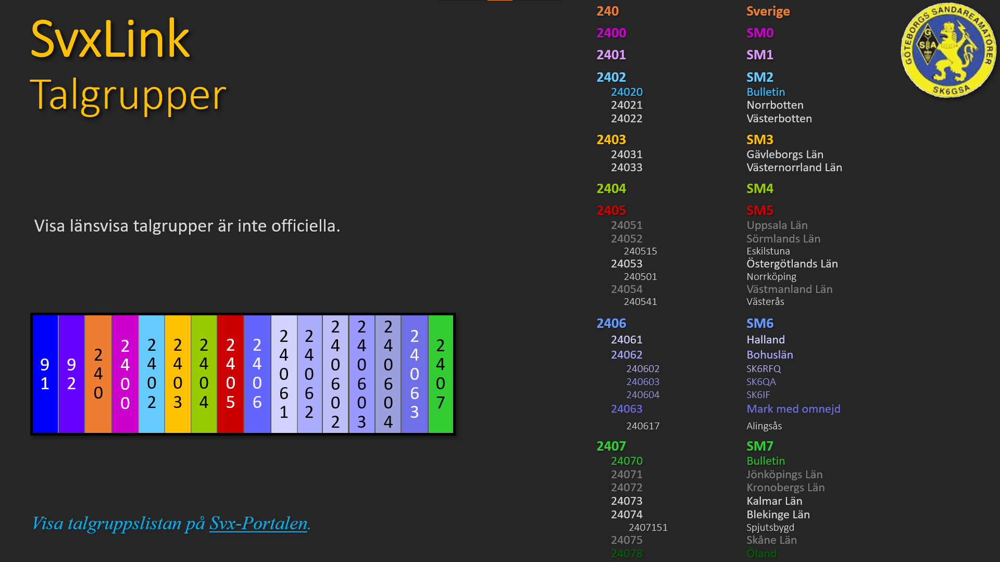 SvxLink
Talgrupper
Visa länsvisa talgrupper är inte officiella.
91 92 240 2400 2402 2403 2404 2405 2406 24061 24062 240602 240603 240604 24063 2407
Visa talgruppslistan på Svx-Portalen.
240 Sverige
2400 SM0
2401 SM1
2402 SM2
24020 Bulletin
24021 Norrbotten
24022 Västerbotten
2403 SM3
24031 Gävleborgs Län
24033 Västernorrland Län
2404 SM4
2405 SM5
24051 Uppsala Län
24052 Sörmlands Län
240515 Eskilstuna
24053 Östergötlands Län
240501 Norrköping
24054 Västmanland Län
240541 Västerås
2406 SM6
24061 Halland
24062 Bohuslän
240602 SK6RFQ
240603 SK6QA
240604 SK6IF
24063 Mark med omnejd
240617 Alingsås
2407 SM7
24070 Bulletin
24071 Jönköpings Län
24072 Kronobergs Län
24073 Kalmar Län
24074 Blekinge Län
2407151 Spjutsbygd
24075 Skåne Län
24078 Öland
GÖTEBORGS SÄNDAREAMATÖRER
G
SSA
SK6GSA